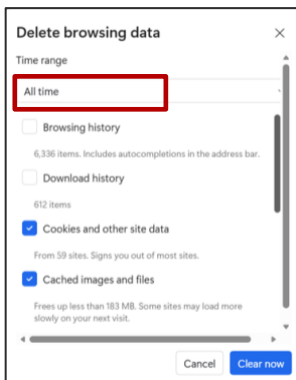 Delete browsing data
Time range
All time
Browsing history
6,336 items. Includes autocompletions in the address bar.
Download history
612 items
Cookies and other site data
From 59 sites. Signs you out of most sites.
Cached images and files
Frees up less than 183 MB. Some sites may load more
slowly on your next visit.
Cancel
Clear now